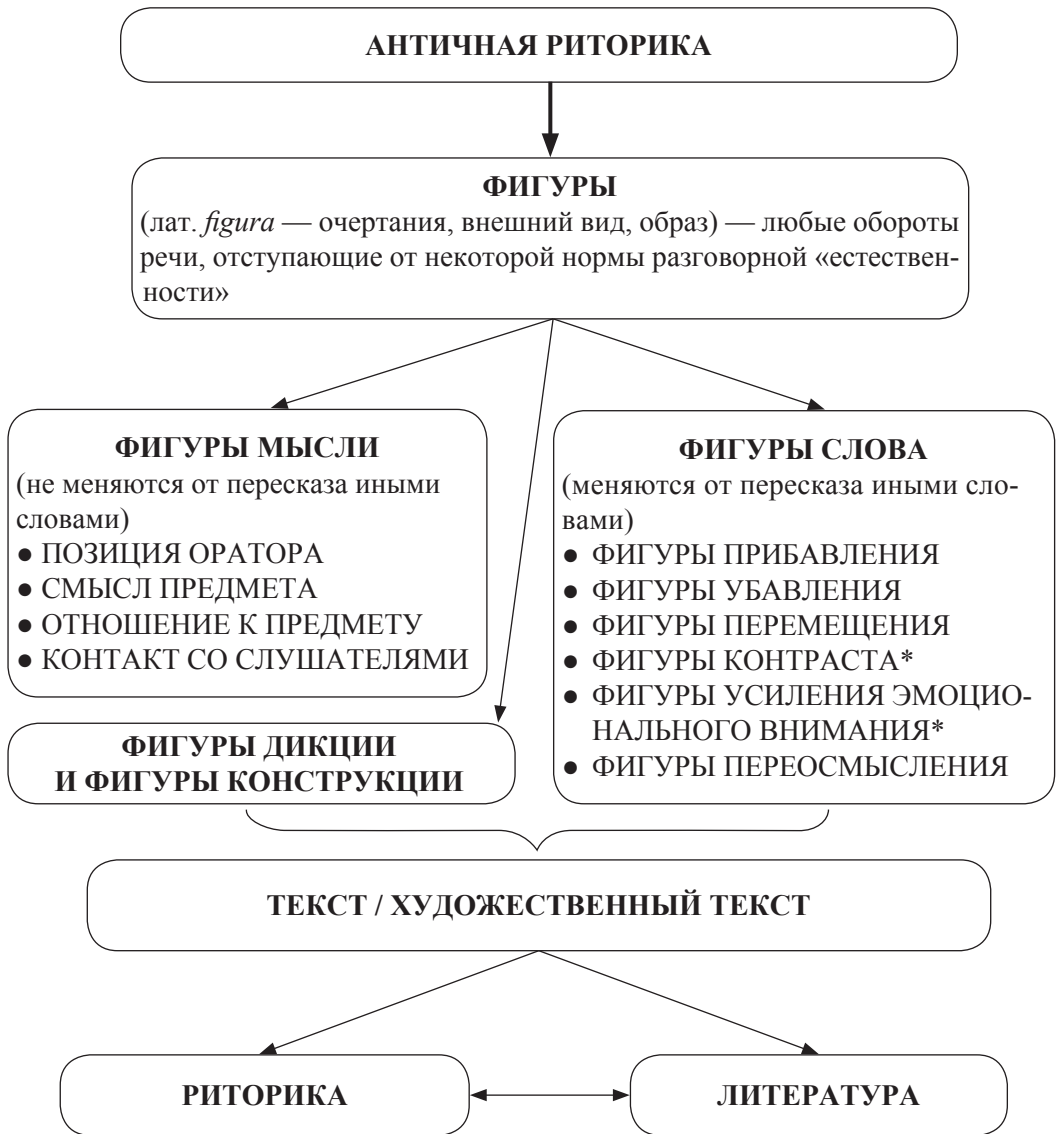 АНТИЧНАЯ РИТОРИКА
ФИГУРЫ
(лат. figura — очертания, внешний вид, образ) — любые обороты
речи, отступающие от некоторой нормы разговорной «естествен-
ности»
ФИГУРЫ МЫСЛИ
(не меняются от пересказа иными
словами)
● ПОЗИЦИЯ ОРАТОРА
● СМЫСЛ ПРЕДМЕТА
● ОТНОШЕНИЕ К ПРЕДМЕТУ
● КОНТАКТ СО СЛУШАТЕЛЯМИ
ФИГУРЫ СЛОВА
(меняются от пересказа иными сло-
вами)
● ФИГУРЫ ПРИБАВЛЕНИЯ
● ФИГУРЫ УБАВЛЕНИЯ
● ФИГУРЫ ПЕРЕМЕЩЕНИЯ
● ФИГУРЫ КОНТРАСТА*
● ФИГУРЫ УСИЛЕНИЯ ЭМОЦИО-
НАЛЬНОГО ВНИМАНИЯ*
● ФИГУРЫ ПЕРЕОСМЫСЛЕНИЯ
ФИГУРЫ ДИКЦИИ
И ФИГУРЫ КОНСТРУКЦИИ
ТЕКСТ / ХУДОЖЕСТВЕННЫЙ ТЕКСТ
РИТОРИКА
ЛИТЕРАТУРА